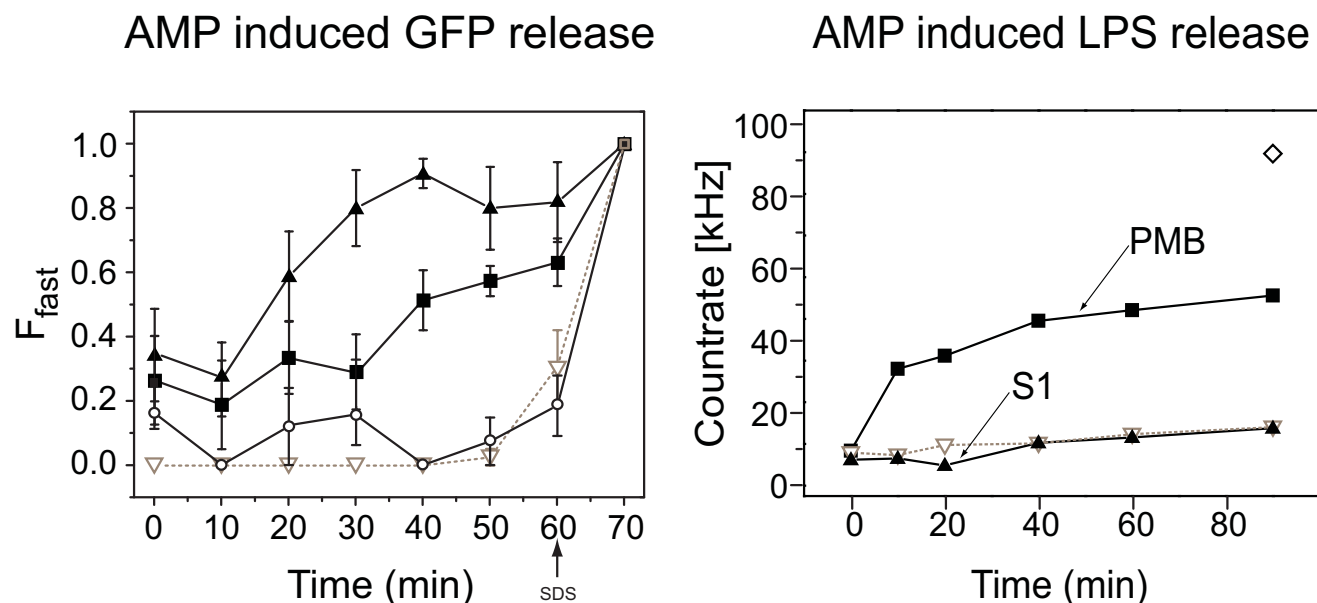 AMP induced GFP release
F_fast
1.0
0.8
0.6
0.4
0.2
0.0
0 10 20 30 40 50 60 70
Time (min)
SDS
AMP induced LPS release
Countrate [kHz]
100
80
60
40
20
0
PMB
S1
0 20 40 60 80
Time (min)